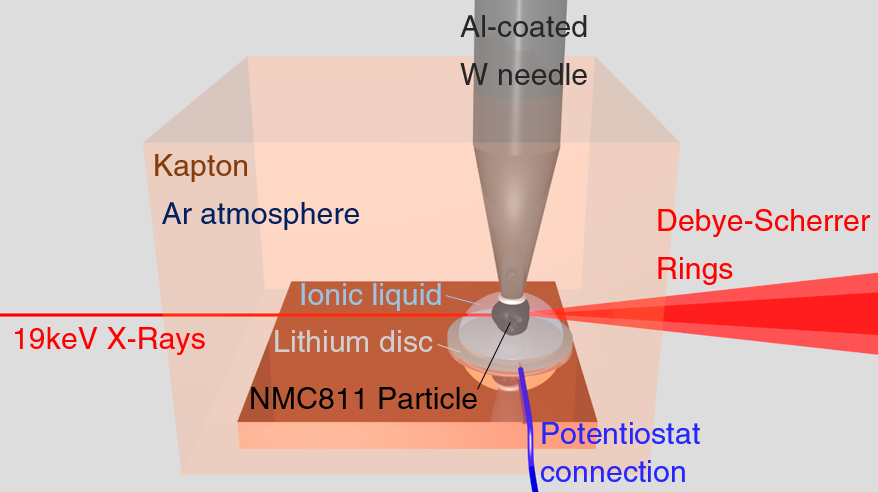 Al-coated
W needle
Kapton
Ar atmosphere
Debye-Scherrer
Rings
Ionic liquid
19keV X-Rays
Lithium disc
NMC811 Particle
Potentiostat
connection